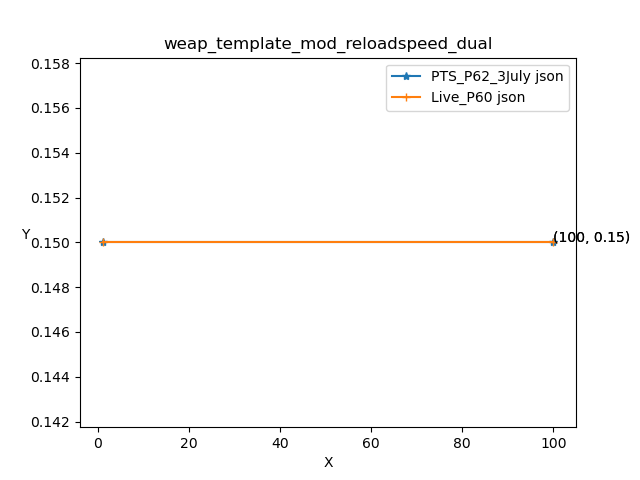 weap_template_mod_reloadspeed_dual
PTS_P62_3July json
Live_P60 json
0.158
0.156
0.154
0.152
0.150
0.148
0.146
0.144
0.142
Y
(100, 0.15)
0 20 40 60 80 100
X